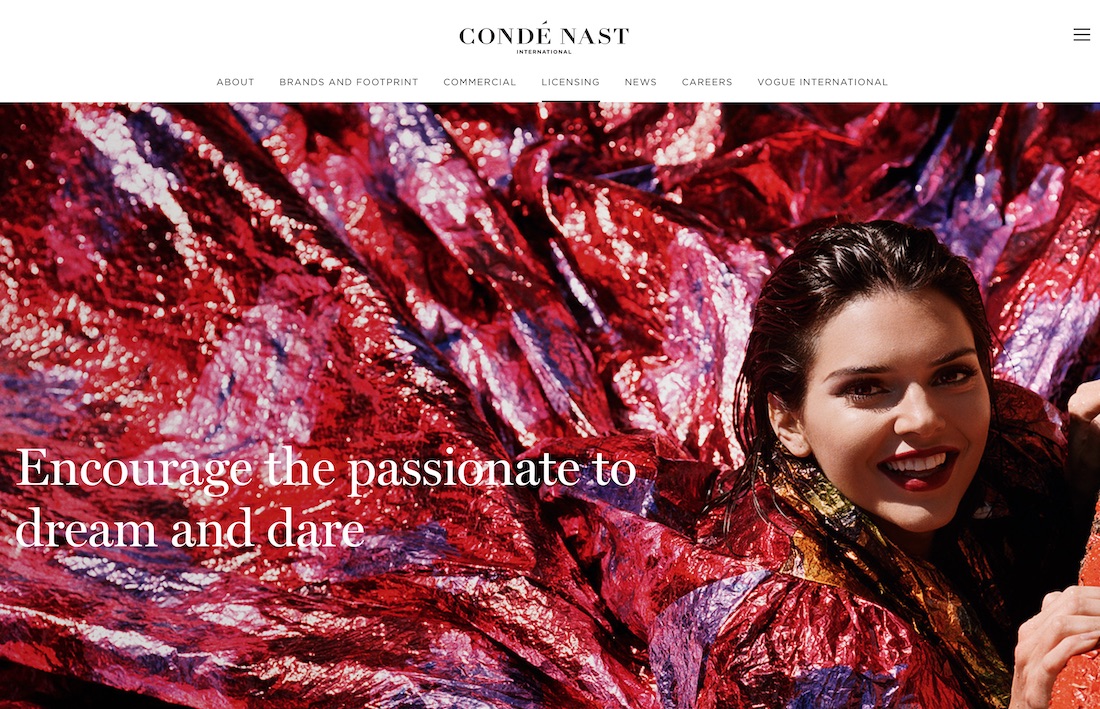 CONDÉ NAST
INTERNATIONAL
ABOUT BRANDS AND FOOTPRINT COMMERCIAL LICENSING NEWS CAREERS VOGUE INTERNATIONAL
Encourage the passionate to
dream and dare